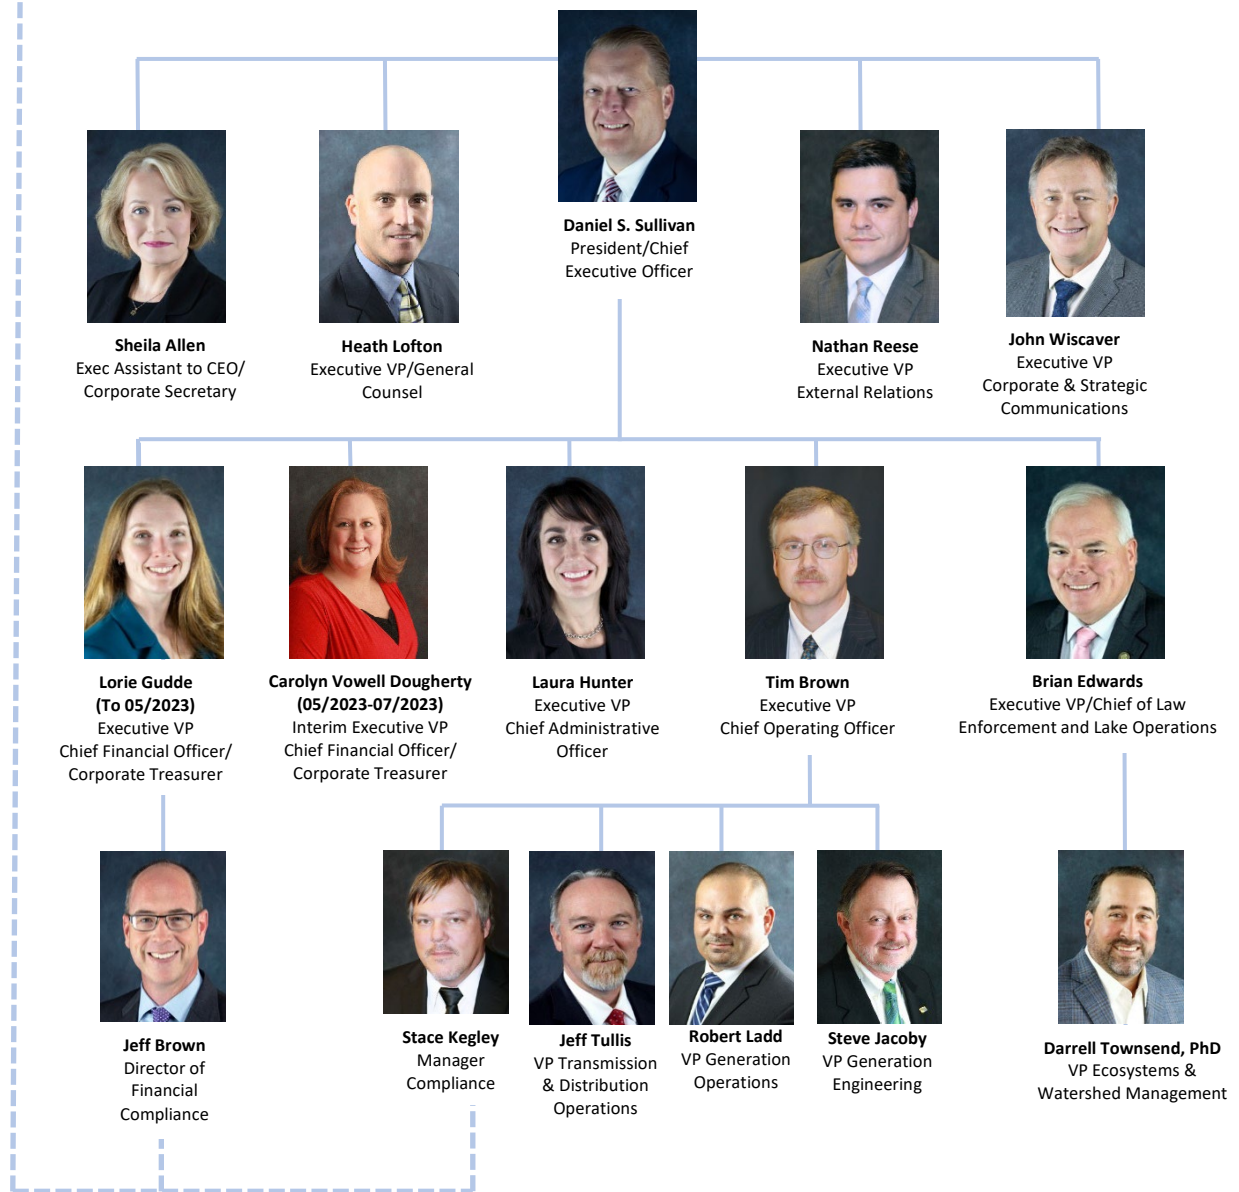 Daniel S. Sullivan
President/Chief
Executive Officer
Sheila Allen
Exec Assistant to CEO/
Corporate Secretary
Heath Lofton
Executive VP/General
Counsel
Nathan Reese
Executive VP
External Relations
John Wiscaver
Executive VP
Corporate & Strategic
Communications
Lorie Gudde
(To 05/2023)
Executive VP
Chief Financial Officer/
Corporate Treasurer
Carolyn Vowell Dougherty
(05/2023-07/2023)
Interim Executive VP
Chief Financial Officer/
Corporate Treasurer
Laura Hunter
Executive VP
Chief Administrative
Officer
Tim Brown
Executive VP
Chief Operating Officer
Brian Edwards
Executive VP/Chief of Law
Enforcement and Lake Operations
Jeff Brown
Director of
Financial
Compliance
Stace Kegley
Manager
Compliance
Jeff Tullis
VP Transmission
& Distribution
Operations
Robert Ladd
VP Generation
Operations
Steve Jacoby
VP Generation
Engineering
Darrell Townsend, PhD
VP Ecosystems &
Watershed Management